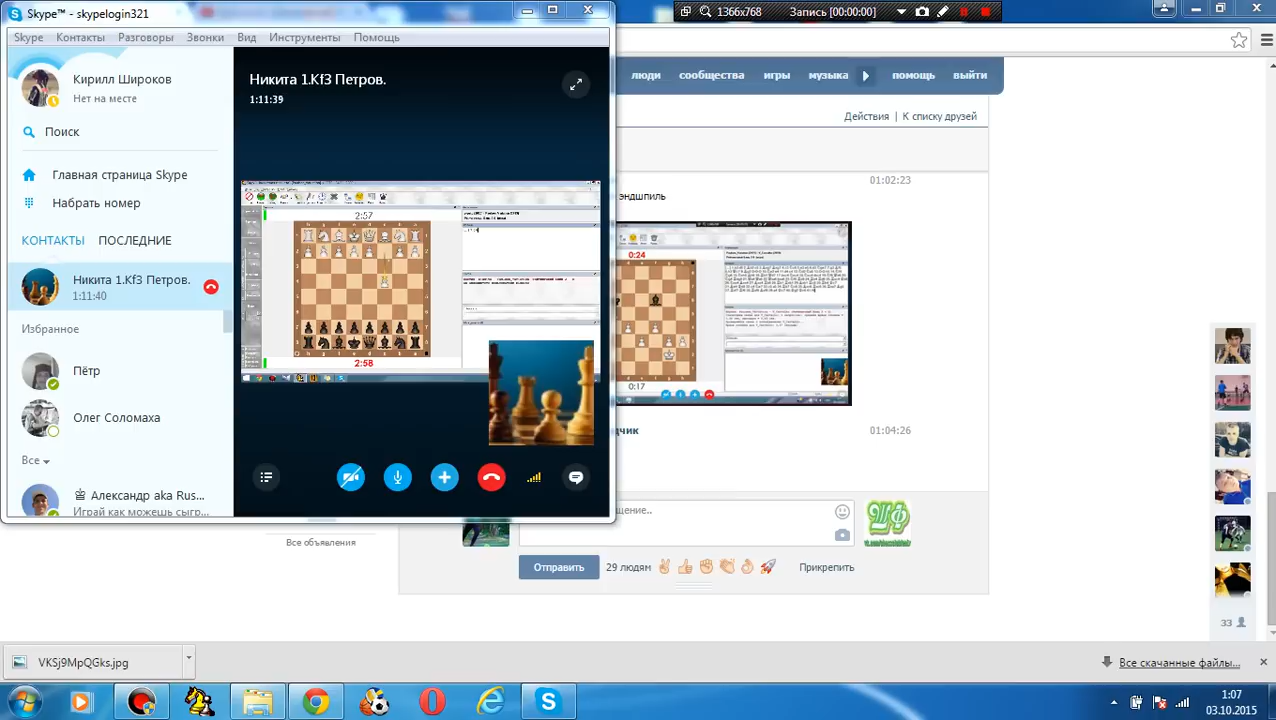 Skype™ - skypelogin321
1366x768
Запись [00:00:00]
Skype Контакты Разговоры Звонки Вид Инструменты Помощь
Кирилл Широков
Нет на месте
Поиск
Главная страница Skype
Набрать номер
КОНТАКТЫ ПОСЛЕДНИЕ
Никита 1.Kf3 Петров.
1:11:40
Пётр
Олег Соломаха
Все
Александр aka Rus...
Играй как можешь сыгр...
Никита 1.Kf3 Петров.
1:11:39
2:57
2:58
люди сообщества игры музыка помощь выйти
Действия | К списку друзей
01:02:23
эндшпиль
0:24
0:17
дчик
01:04:26
щение..
Отправить
29 людям
Прикрепить
Все объявления
33
VKSj9MpQGks.jpg
Все скачанные файлы...
1:07
03.10.2015